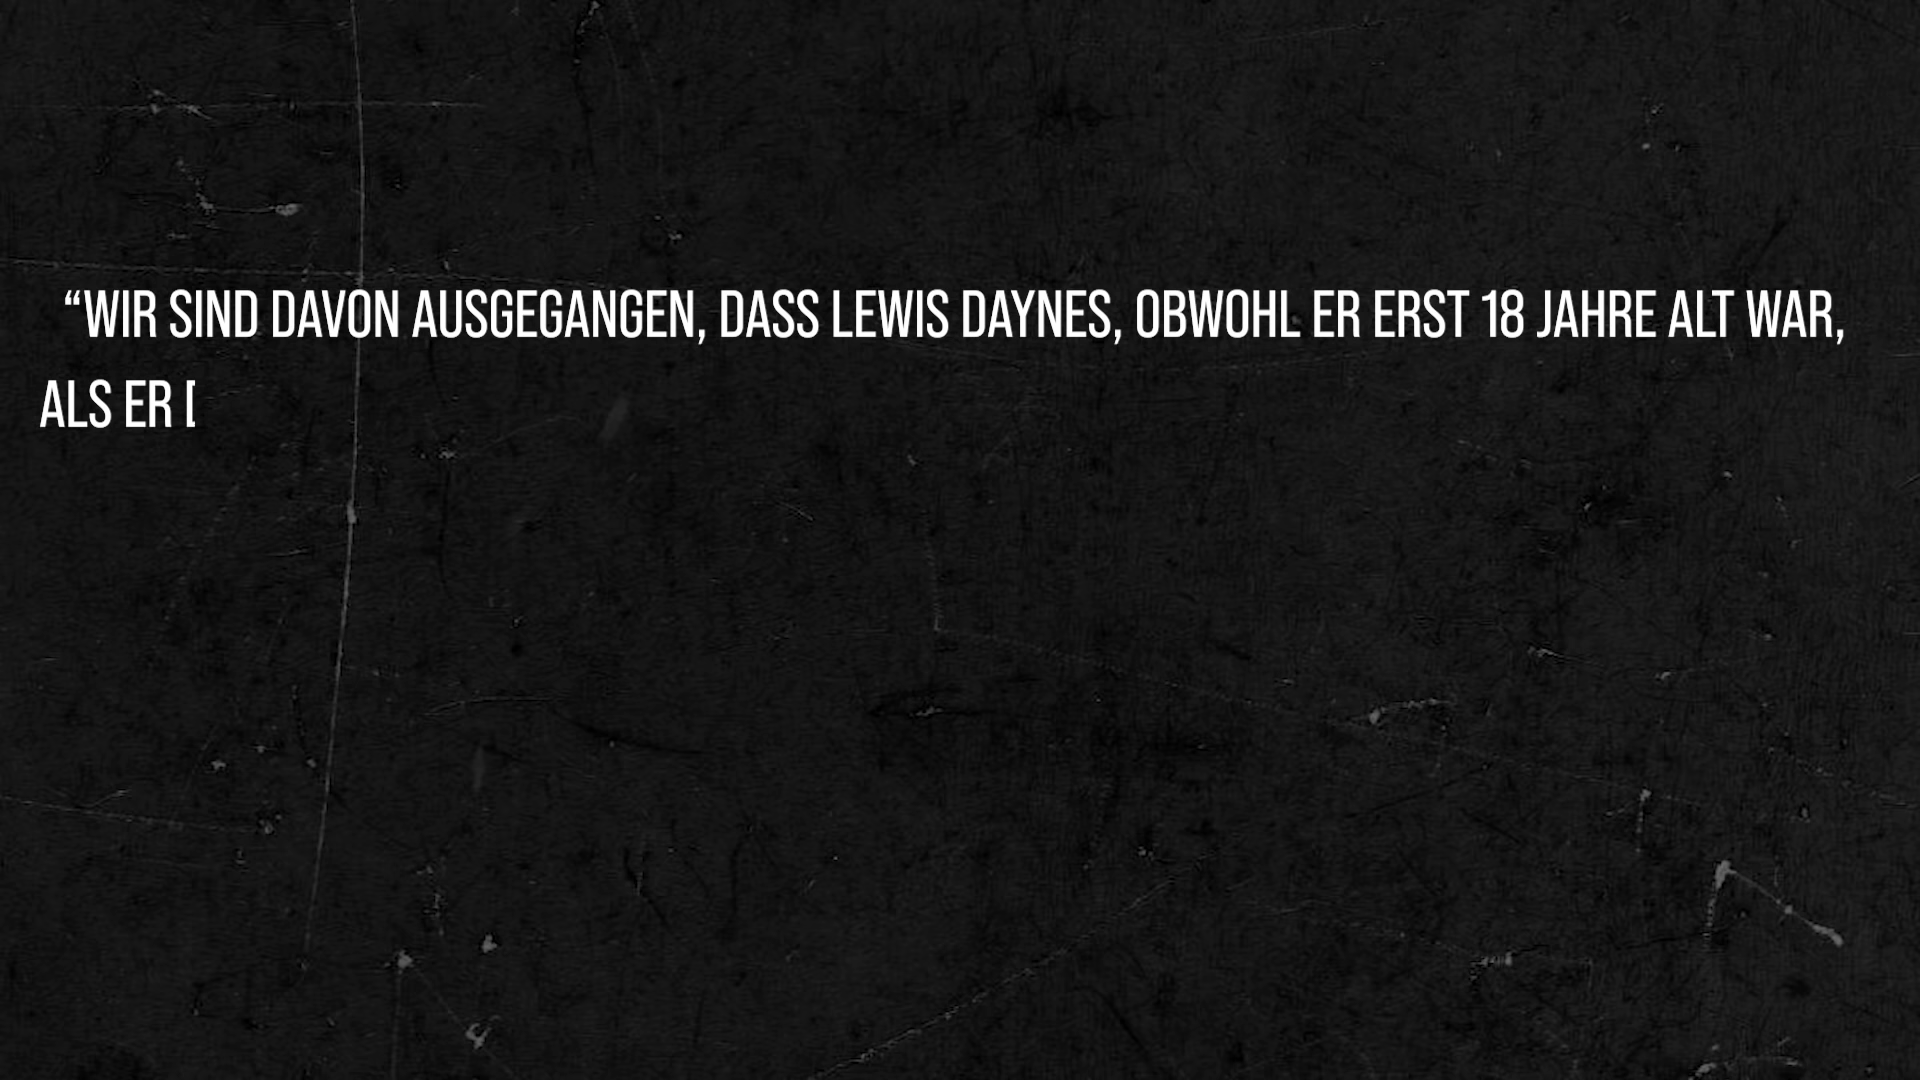 “WIR SIND DAVON AUSGEGANGEN, DASS LEWIS DAYNES, OBWOHL ER ERST 18 JAHRE ALT WAR,
ALS ER